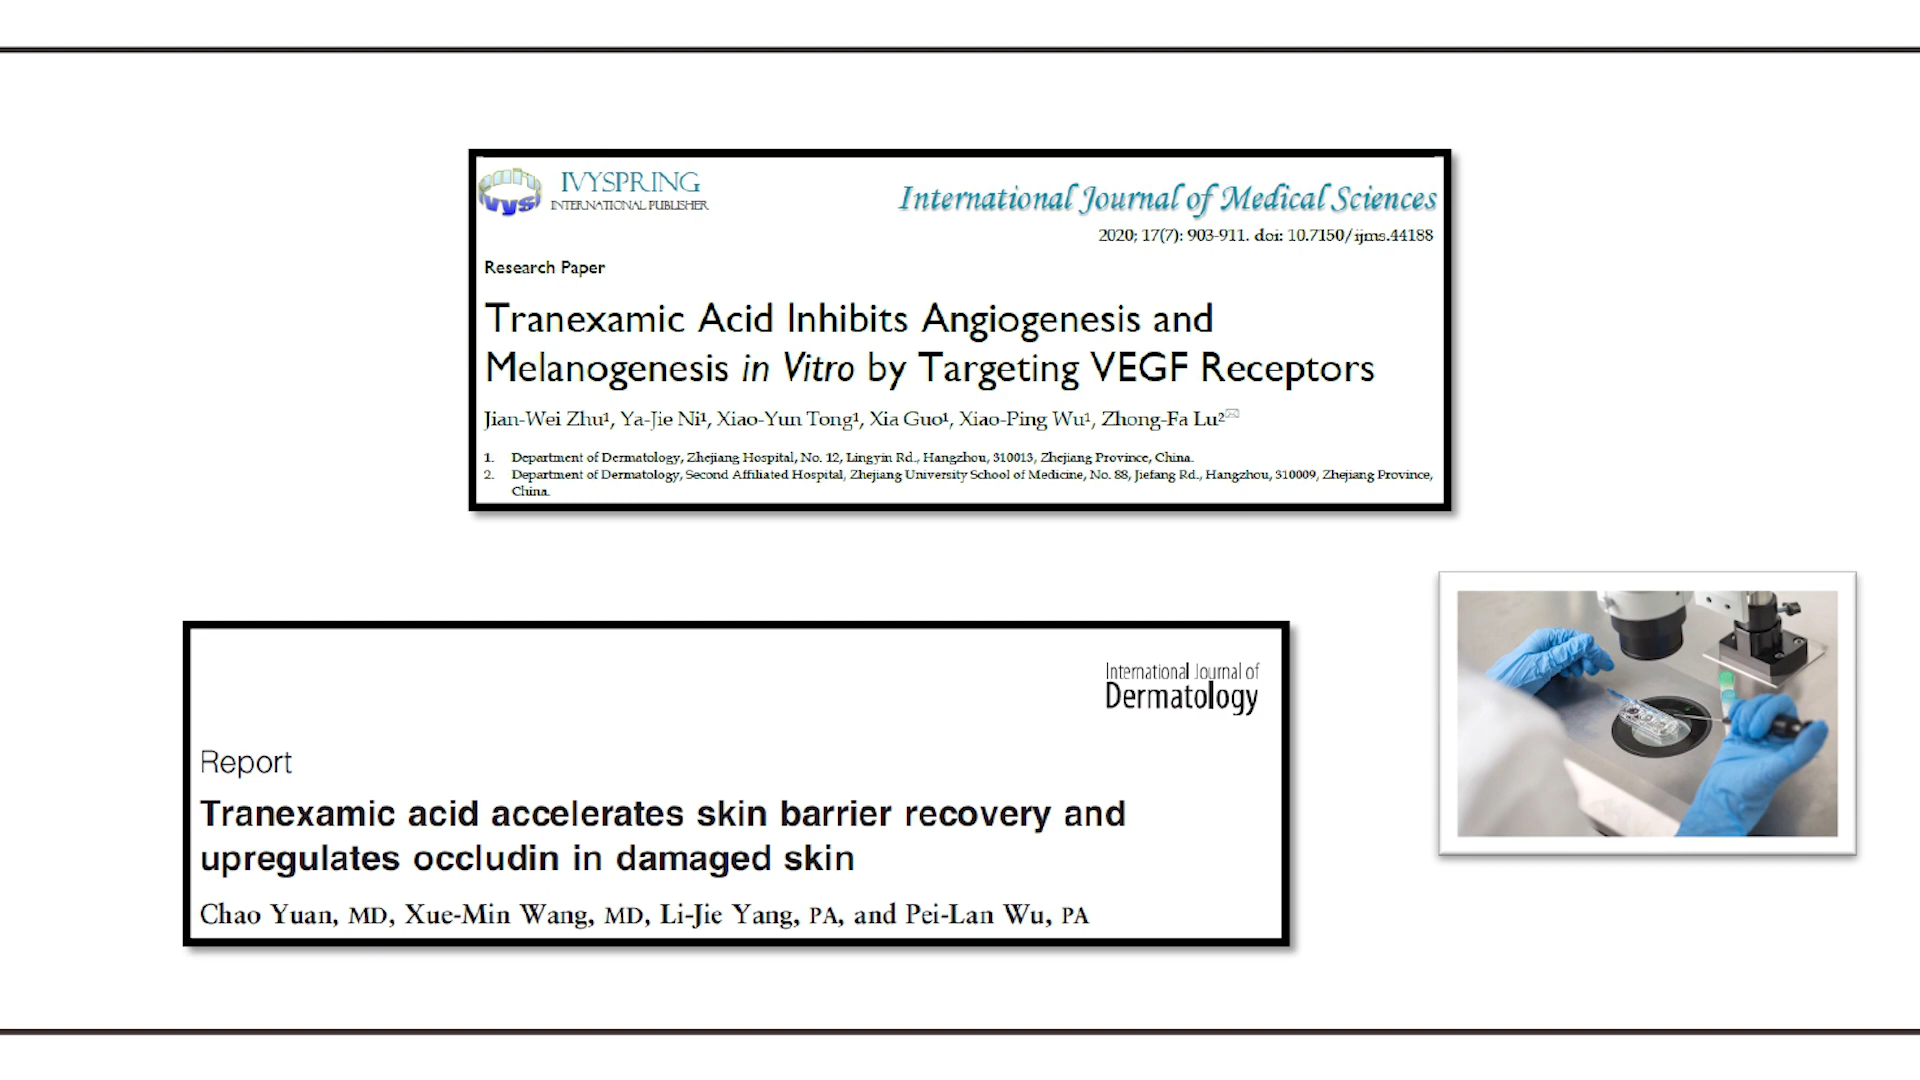 IVYSPRING
INTERNATIONAL PUBLISHER
International Journal of Medical Sciences
2020; 17(7): 903-911. doi: 10.7150/ijms.44188
Research Paper
Tranexamic Acid Inhibits Angiogenesis and
Melanogenesis in Vitro by Targeting VEGF Receptors
Jian-Wei Zhu¹, Ya-Jie Ni¹, Xiao-Yun Tong¹, Xia Guo¹, Xiao-Ping Wu¹, Zhong-Fa Lu²✉
1. Department of Dermatology, Zhejiang Hospital, No. 12, Lingyin Rd., Hangzhou, 310013, Zhejiang Province, China.
2. Department of Dermatology, Second Affiliated Hospital, Zhejiang University School of Medicine, No. 88, Jiefang Rd., Hangzhou, 310009, Zhejiang Province,
China.
International Journal of
Dermatology
Report
Tranexamic acid accelerates skin barrier recovery and
upregulates occludin in damaged skin
Chao Yuan, MD, Xue-Min Wang, MD, Li-Jie Yang, PA, and Pei-Lan Wu, PA